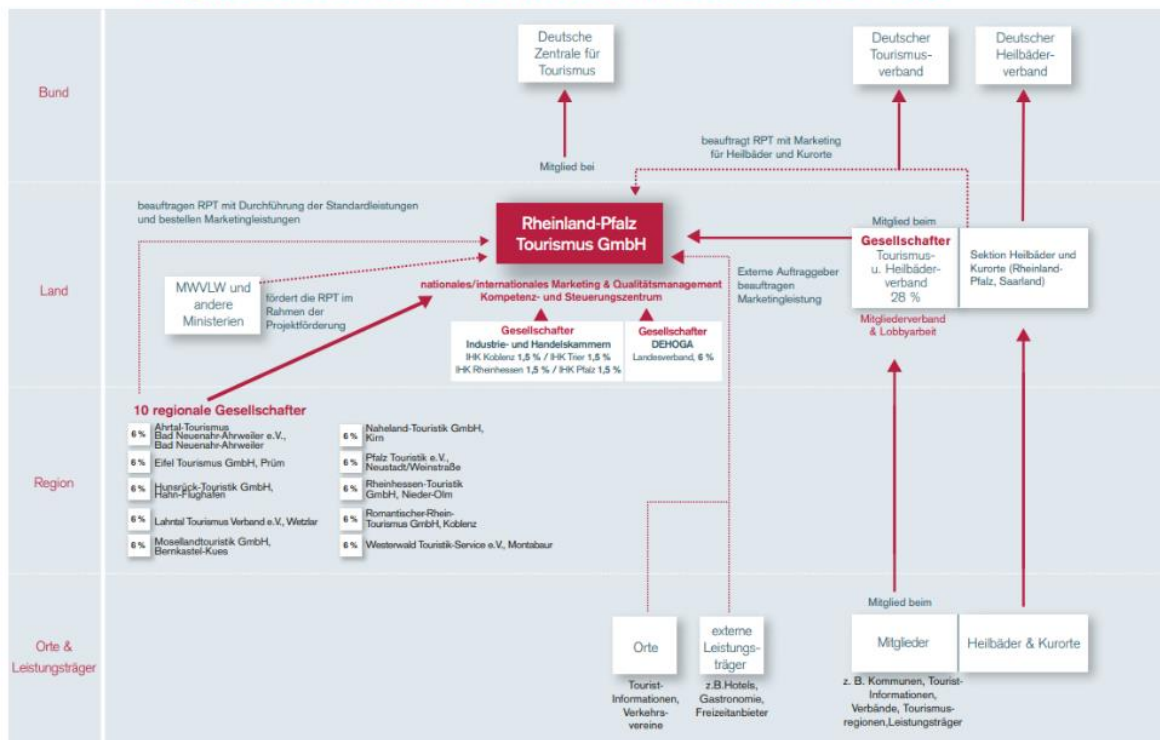 Deutsche
Zentrale für
Tourismus
Deutscher
Tourismus-
verband
Deutscher
Heilbäder-
verband
Bund
beauftragt RPT mit Marketing
für Heilbäder und Kurorte
Mitglied bei
beauftragen RPT mit Durchführung der Standardleistungen
und bestellen Marketingleistungen
Rheinland-Pfalz
Tourismus GmbH
Mitglied beim
Gesellschafter
Tourismus-
u. Heilbäder-
verband
28 %
Sektion Heilbäder und
Kurorte (Rheinland-
Pfalz, Saarland)
Externe Auftraggeber
beauftragen
Marketingleistung
Land
MWVLW und
andere
Ministerien
fördert die RPT im
Rahmen der
Projektförderung
nationales/internationales Marketing & Qualitätsmanagement
Kompetenz- und Steuerungszentrum
Mitgliederverband
& Lobbyarbeit
Gesellschafter
Industrie- und Handelskammern
IHK Koblenz 1,5 % / IHK Trier 1,5 %
IHK Rheinhessen 1,5 % / IHK Pfalz 1,5 %
Gesellschafter
DEHOGA
Landesverband, 6 %
10 regionale Gesellschafter
6 % Ahrtal-Tourismus
Bad Neuenahr-Ahrweiler e.V.,
Bad Neuenahr-Ahrweiler
6 % Eifel Tourismus GmbH, Prüm
6 % Hunsrück-Touristik GmbH,
Hahn-Flughafen
6 % Lahntal Tourismus Verband e.V., Wetzlar
6 % Mosellandtouristik GmbH,
Bernkastel-Kues
6 % Naheland-Touristik GmbH,
Kirn
6 % Pfalz Touristik e.V.,
Neustadt/Weinstraße
6 % Rheinhessen-Touristik
GmbH, Nieder-Olm
6 % Romantischer-Rhein-
Tourismus GmbH, Koblenz
6 % Westerwald Touristik-Service e.V., Montabaur
Region
Orte &
Leistungsträger
Orte
Tourist-
Informationen,
Verkehrs-
vereine
externe
Leistungs-
träger
z.B.Hotels,
Gastronomie,
Freizeitanbieter
Mitglied beim
Mitglieder
z. B. Kommunen, Tourist-
Informationen,
Verbände, Tourismus-
regionen,Leistungsträger
Heilbäder & Kurorte